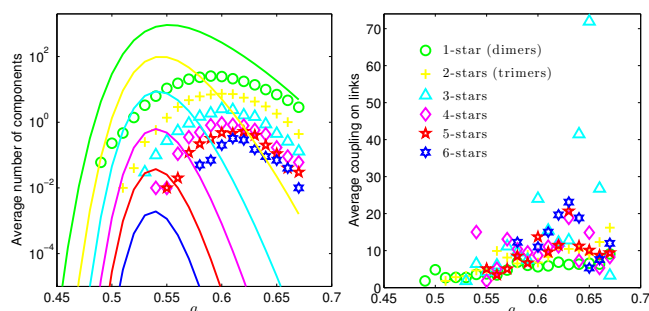 Average number of components
10^2
10^0
10^-2
10^-4
0.45 0.5 0.55 0.6 0.65 0.7
Average coupling on links
70
60
50
40
30
20
10
0
0.45 0.5 0.55 0.6 0.65 0.7
1-star (dimers)
2-stars (trimers)
3-stars
4-stars
5-stars
6-stars